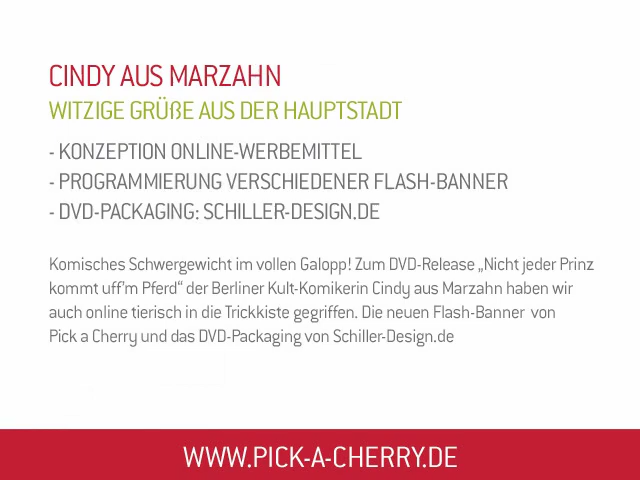 CINDY AUS MARZAHN
WITZIGE GRÜßE AUS DER HAUPTSTADT
- KONZEPTION ONLINE-WERBEMITTEL
- PROGRAMMIERUNG VERSCHIEDENER FLASH-BANNER
- DVD-PACKAGING: SCHILLER-DESIGN.DE
Komisches Schwergewicht im vollen Galopp! Zum DVD-Release „Nicht jeder Prinz
kommt uff'm Pferd“ der Berliner Kult-Komikerin Cindy aus Marzahn haben wir
auch online tierisch in die Trickkiste gegriffen. Die neuen Flash-Banner von
Pick a Cherry und das DVD-Packaging von Schiller-Design.de
WWW.PICK-A-CHERRY.DE